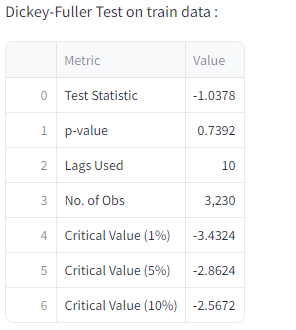 Dickey-Fuller Test on train data :
Metric Value
0 Test Statistic -1.0378
1 p-value 0.7392
2 Lags Used 10
3 No. of Obs 3,230
4 Critical Value (1%) -3.4324
5 Critical Value (5%) -2.8624
6 Critical Value (10%) -2.5672